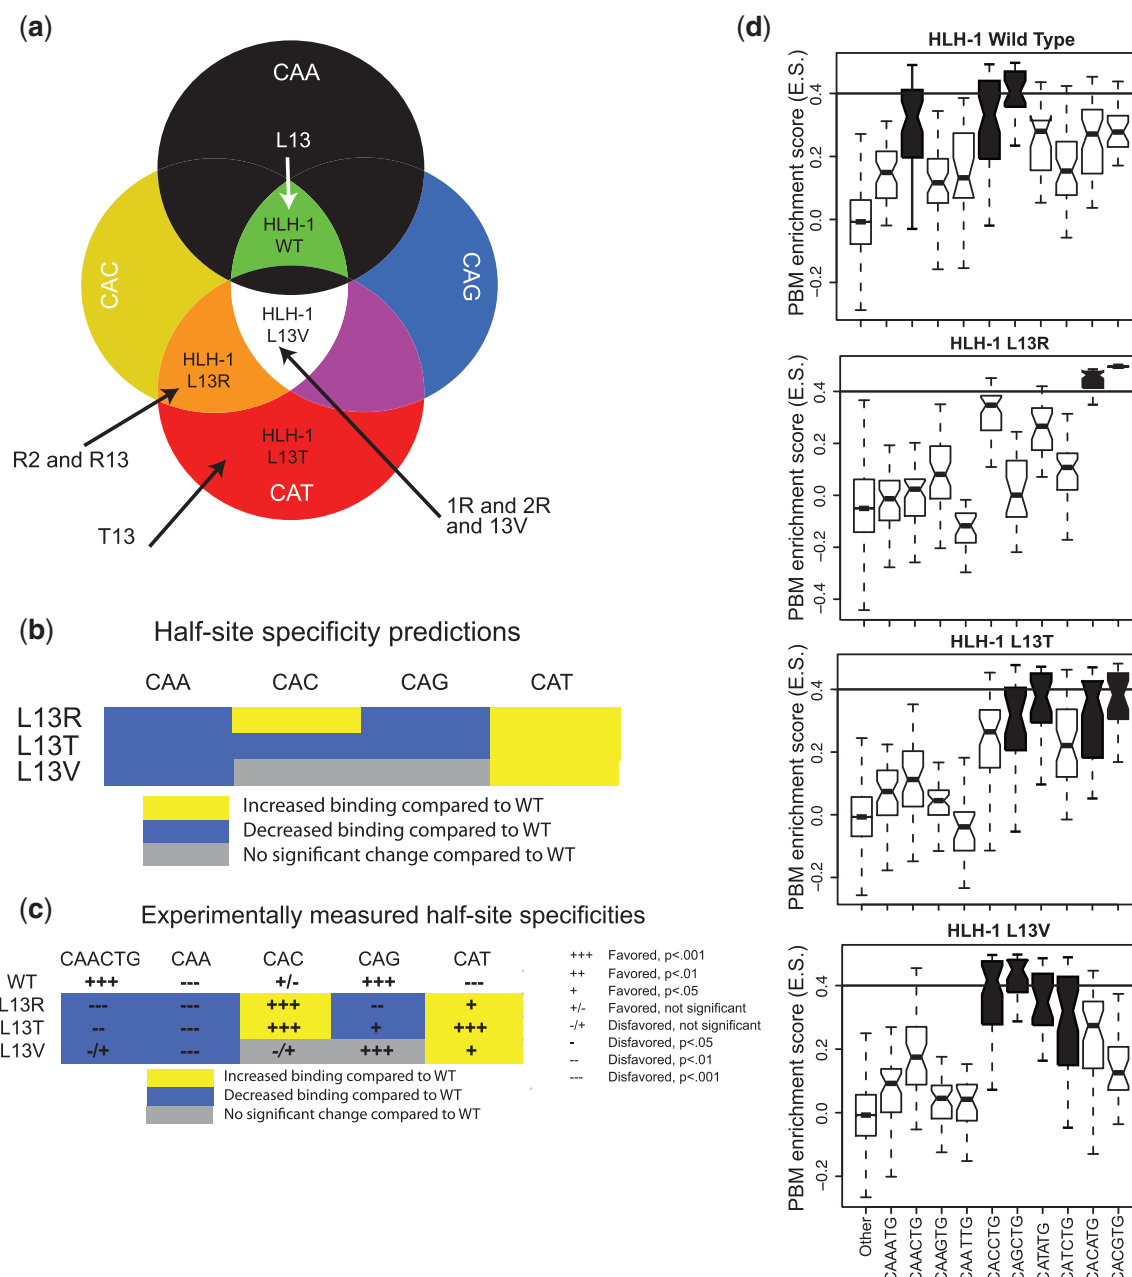 (a)
CAA
L13
HLH-1
WT
CAC
CAG
HLH-1
L13V
HLH-1
L13R
HLH-1
L13T
CAT
R2 and R13
T13
1R and 2R
and 13V
(b)
Half-site specificity predictions
CAA CAC CAG CAT
L13R
L13T
L13V
Increased binding compared to WT
Decreased binding compared to WT
No significant change compared to WT
(c)
Experimentally measured half-site specificities
CAACTG CAA CAC CAG CAT
WT +++ --- +/- +++ ---
L13R --- --- +++ -- +
L13T -- --- +++ + +++
L13V -/+ --- -/+ +++ +
Increased binding compared to WT
Decreased binding compared to WT
No significant change compared to WT
+++ Favored, p<.001
++ Favored, p<.01
+ Favored, p<.05
+/- Favored, not significant
-/+ Disfavored, not significant
- Disfavored, p<.05
-- Disfavored, p<.01
--- Disfavored, p<.001
(d)
HLH-1 Wild Type
PBM enrichment score (E.S.)
0.4
0.2
0.0
−0.2
HLH-1 L13R
PBM enrichment score (E.S.)
0.4
0.2
0.0
−0.2
−0.4
HLH-1 L13T
PBM enrichment score (E.S.)
0.4
0.2
0.0
−0.2
HLH-1 L13V
PBM enrichment score (E.S.)
0.4
0.2
0.0
−0.2
Other
CAAATG
CAACTG
CAAGTG
CAATTG
CACCTG
CAGCTG
CATATG
CATCTG
CACATG
CACGTG